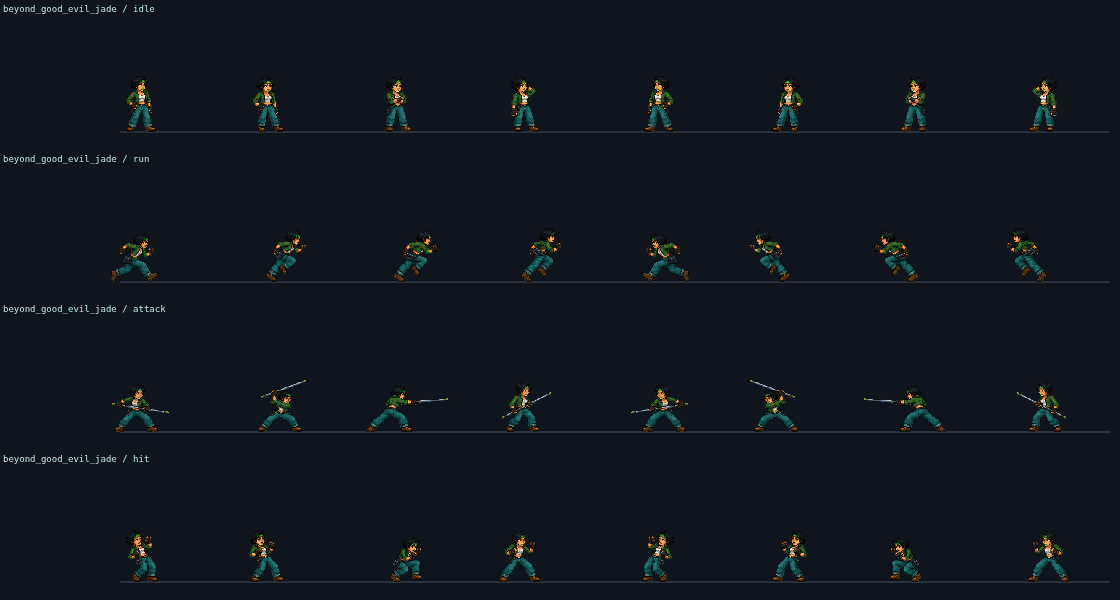 beyond_good_evil_jade / idle
beyond_good_evil_jade / run
beyond_good_evil_jade / attack
beyond_good_evil_jade / hit